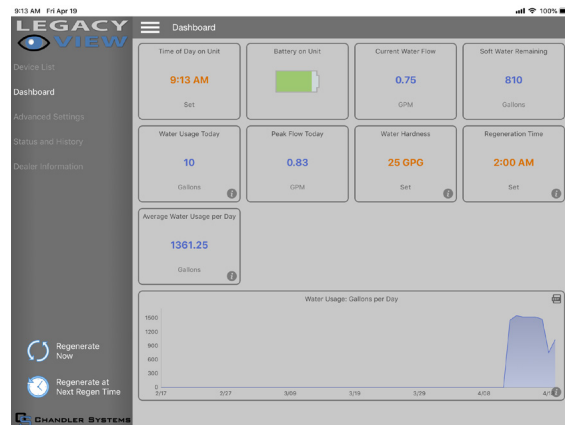 9:13 AM Fri Apr 19
100%
LEGACY
VIEW
Device List
Dashboard
Advanced Settings
Status and History
Dealer Information
Regenerate
Now
Regenerate at
Next Regen Time
CHANDLER SYSTEMS
Dashboard
Time of Day on Unit
9:13 AM
Set
Battery on Unit
Current Water Flow
0.75
GPM
Soft Water Remaining
810
Gallons
Water Usage Today
10
Gallons
Peak Flow Today
0.83
GPM
Water Hardness
25 GPG
Set
Regeneration Time
2:00 AM
Set
Average Water Usage per Day
1361.25
Gallons
Water Usage: Gallons per Day
1500
1200
900
600
300
0
2/17
2/27
3/09
3/19
3/29
4/08